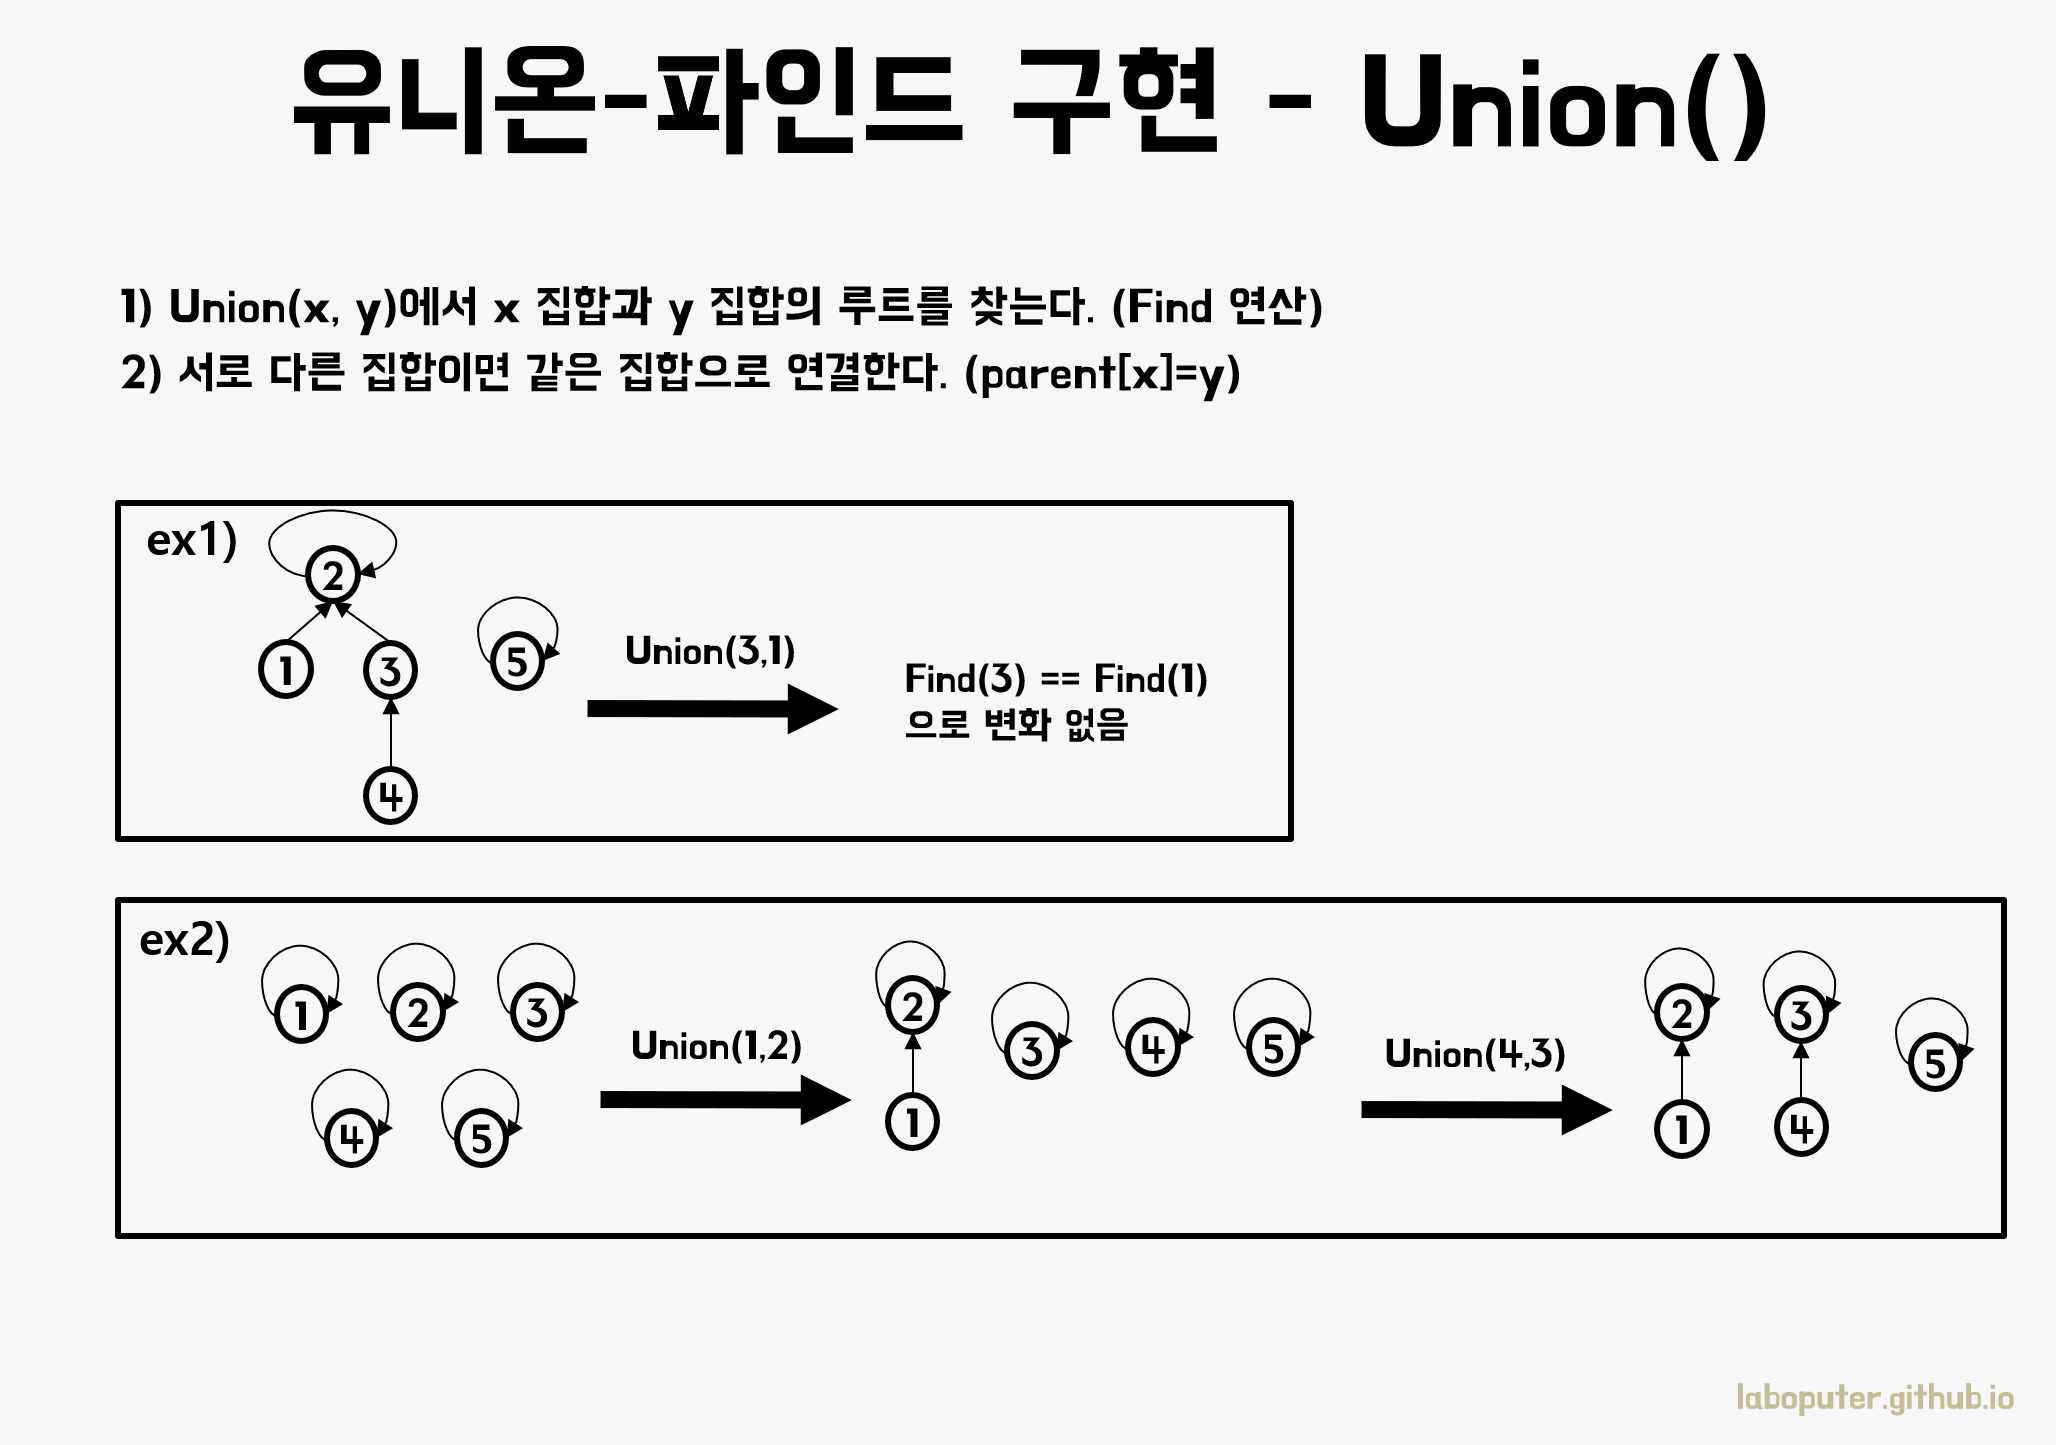 유니온-파인드 구현 - Union()
1) Union(x, y)에서 x 집합과 y 집합의 루트를 찾는다. (Find 연산)
2) 서로 다른 집합이면 같은 집합으로 연결한다. (parent[x]=y)
ex1)
2
1 3 5
4
Union(3,1)
Find(3) == Find(1)
으로 변화 없음
ex2)
1 2 3
4 5
Union(1,2)
2 3 4 5
1
Union(4,3)
2 3 5
1 4
laboputer.github.io